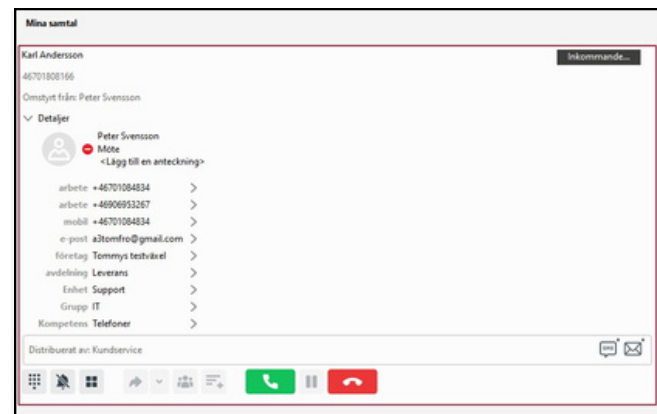 Mina samtal
Karl Andersson
Inkommande...
46701808166
Omstyrt från: Peter Svensson
Detaljer
Peter Svensson
Möte
<Lägg till en anteckning>
arbete +46701084834
arbete +46906953267
mobil +46701084834
e-post a3tomfro@gmail.com
företag Tommys testväxel
avdelning Leverans
Enhet Support
Grupp IT
Kompetens Telefoner
Distribuerat av: Kundservice